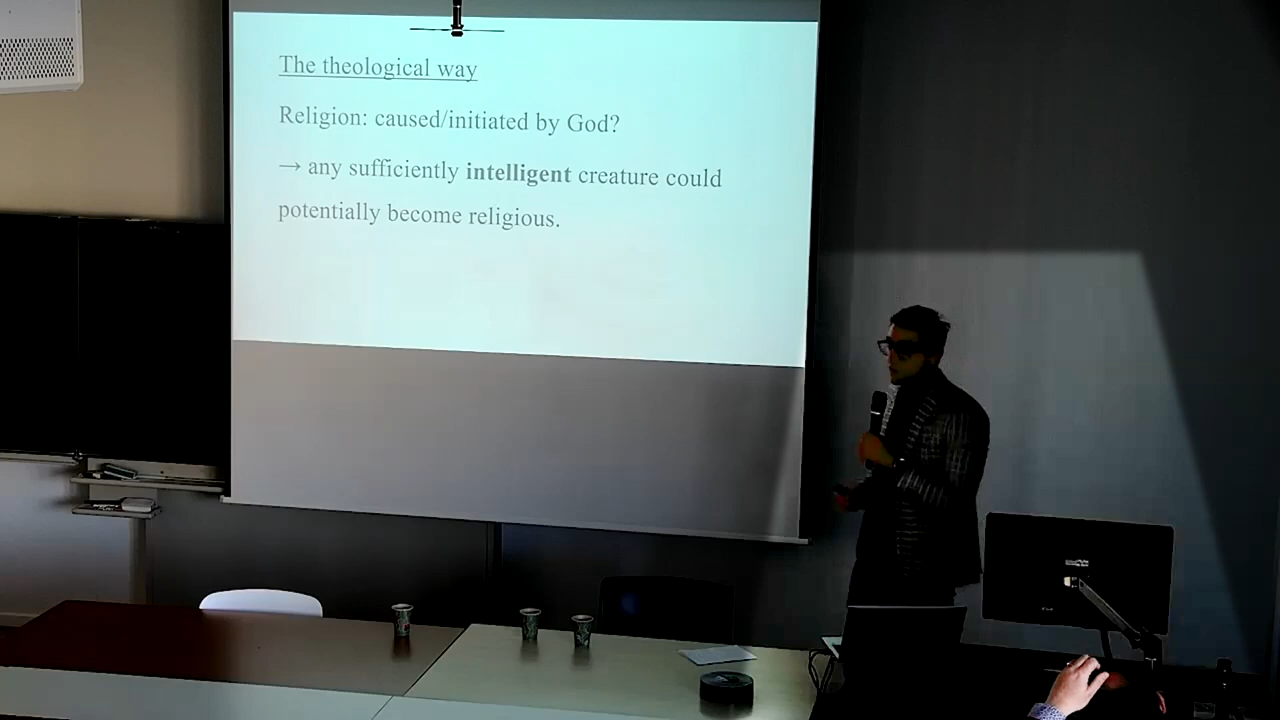 The theological way
Religion: caused/initiated by God?
→ any sufficiently intelligent creature could
potentially become religious.